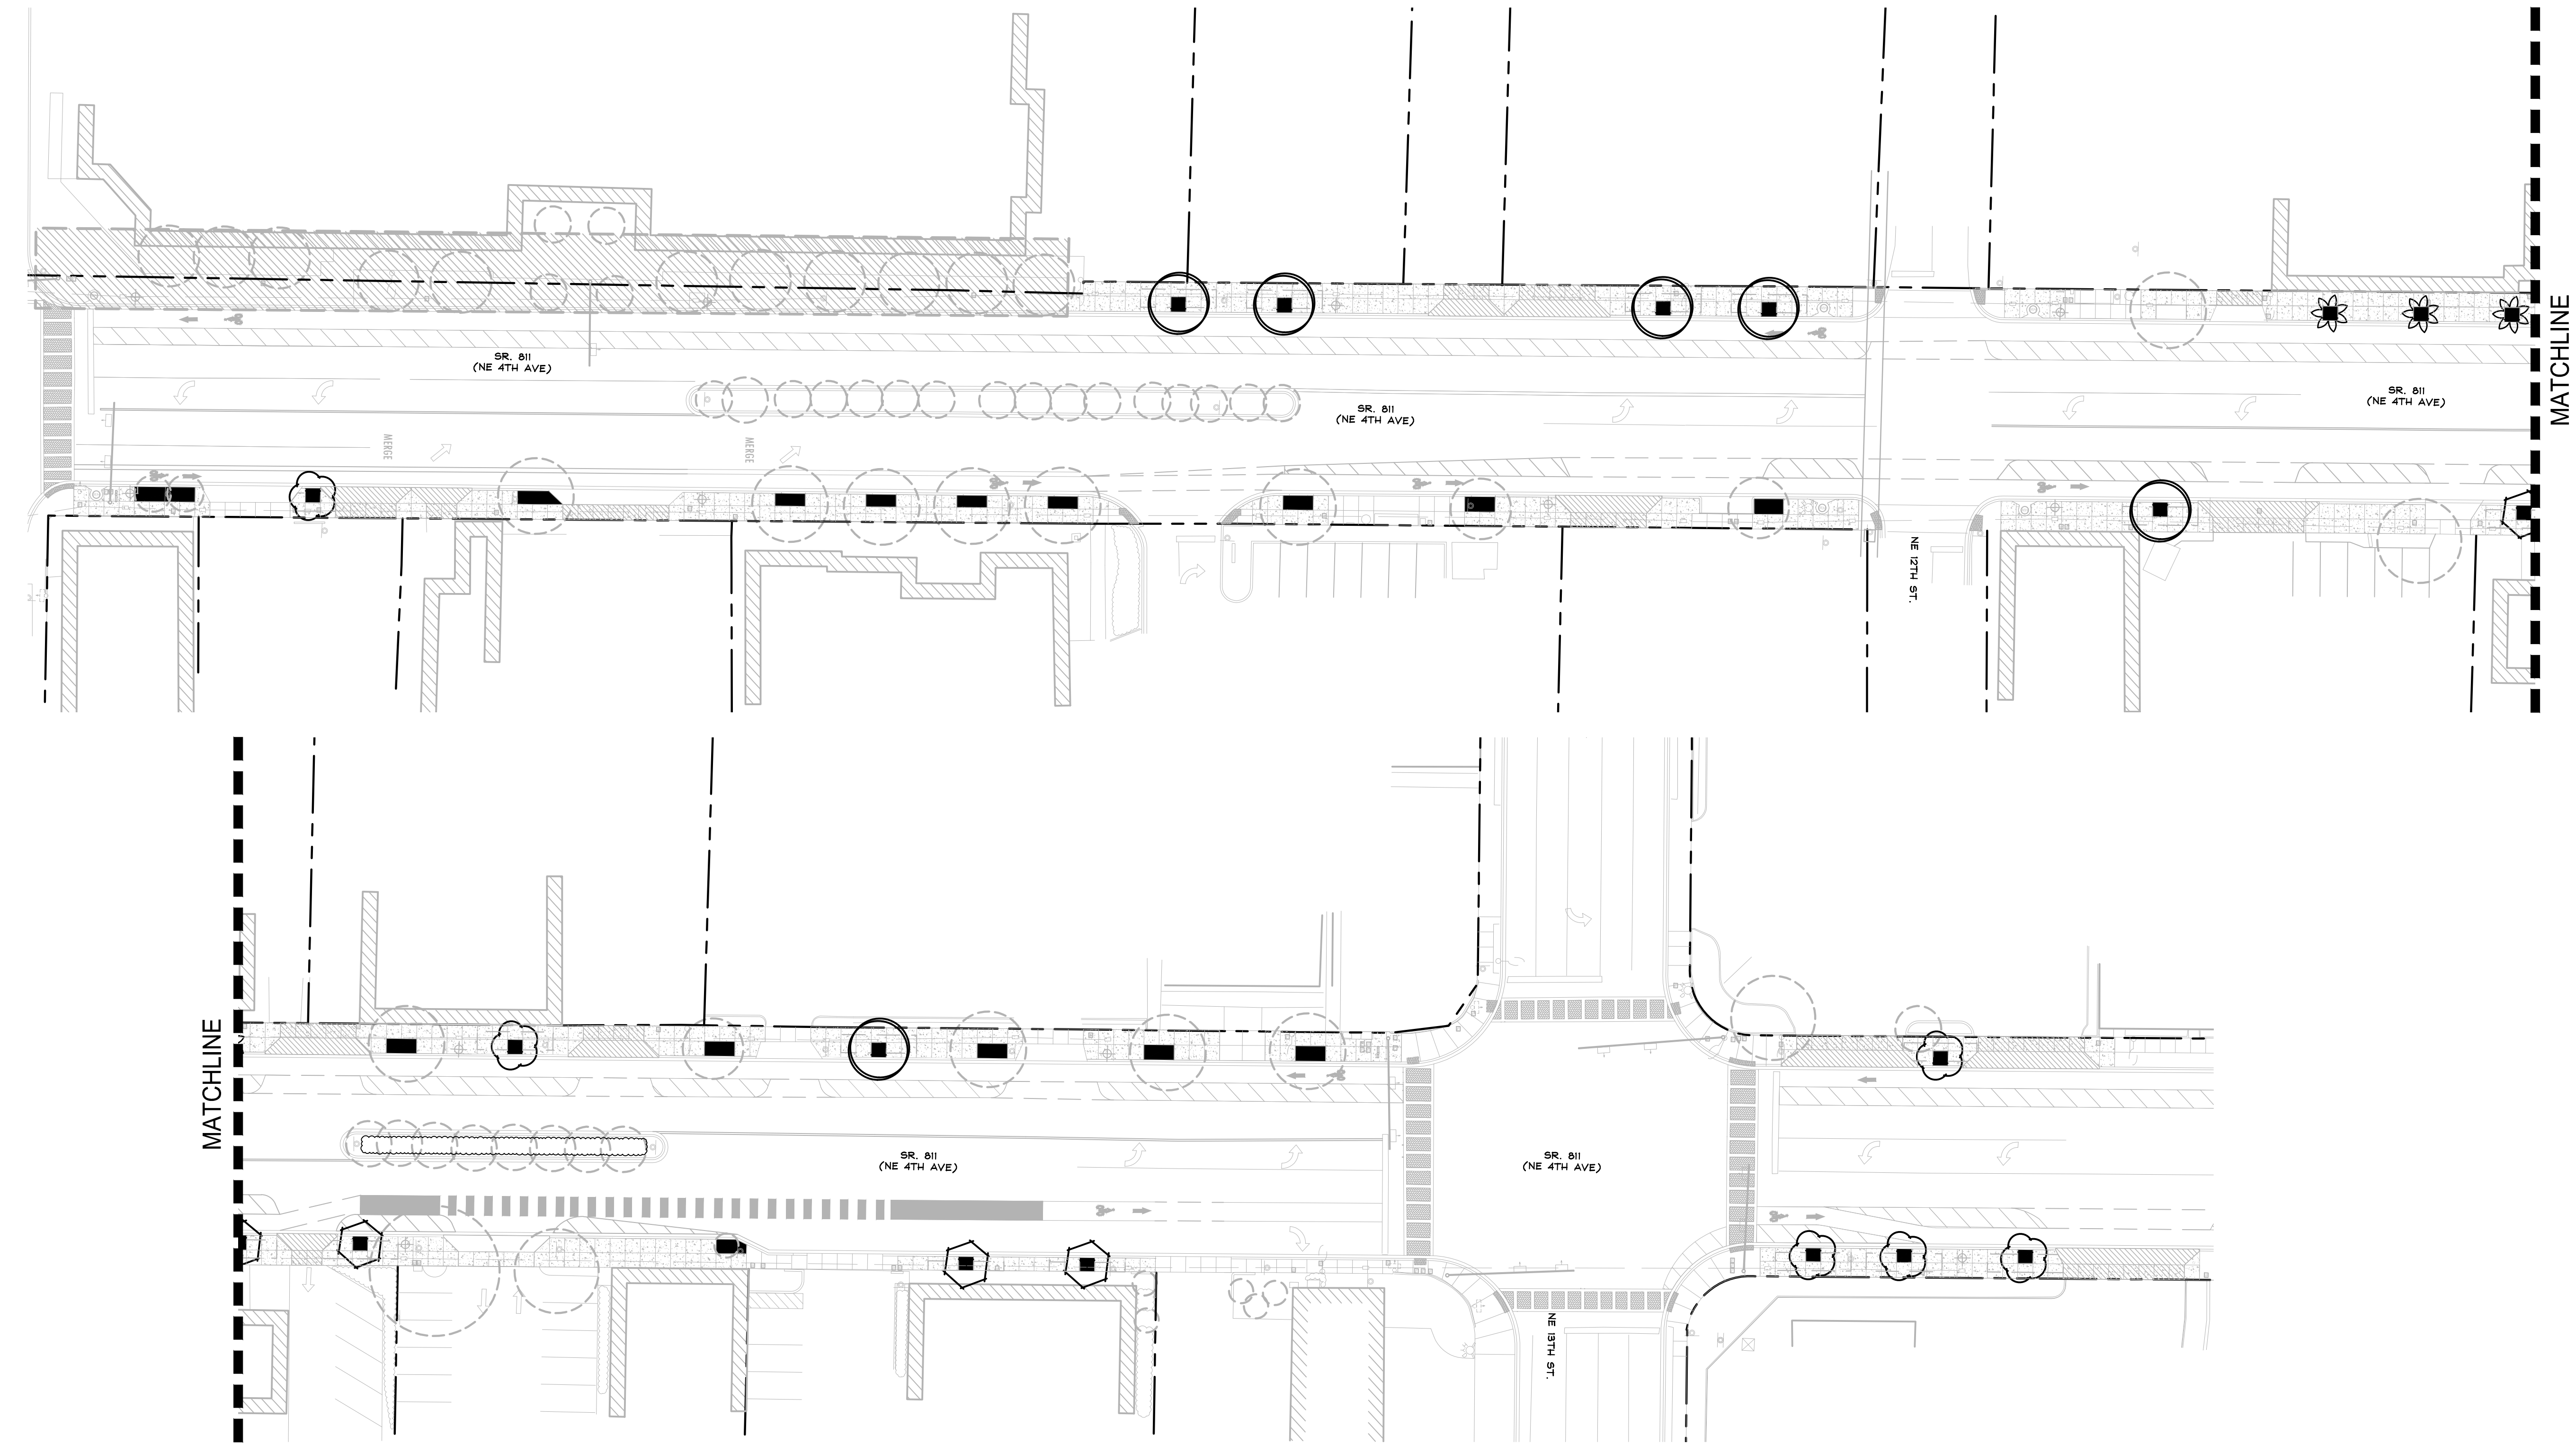 SR. 811
(NE 4TH AVE)
SR. 811
(NE 4TH AVE)
SR. 811
(NE 4TH AVE)
MERGE
MERGE
NE 12TH ST.
MATCHLINE
MATCHLINE
SR. 811
(NE 4TH AVE)
SR. 811
(NE 4TH AVE)
NE 13TH ST.